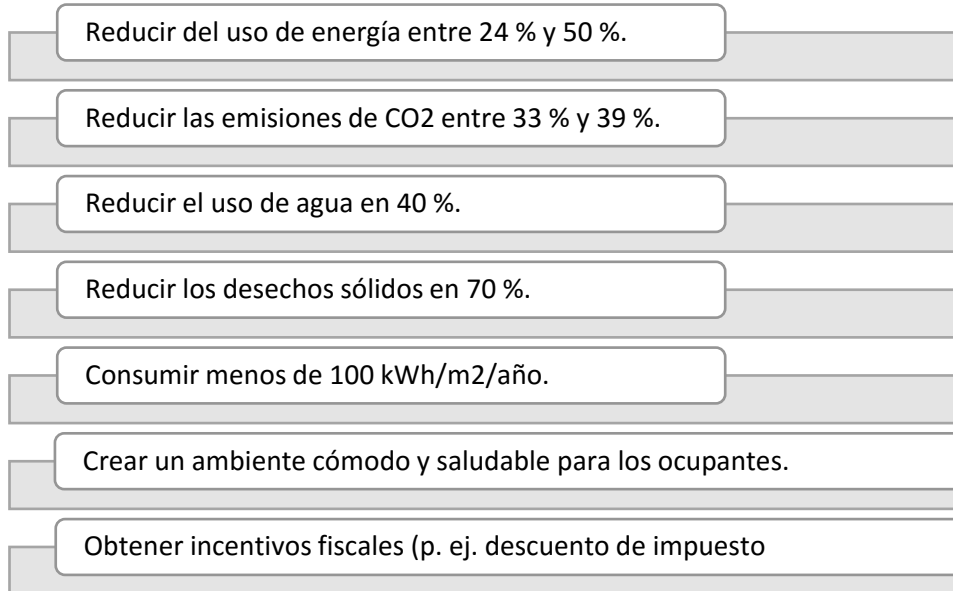 Reducir del uso de energía entre 24 % y 50 %.
Reducir las emisiones de CO2 entre 33 % y 39 %.
Reducir el uso de agua en 40 %.
Reducir los desechos sólidos en 70 %.
Consumir menos de 100 kWh/m2/año.
Crear un ambiente cómodo y saludable para los ocupantes.
Obtener incentivos fiscales (p. ej. descuento de impuesto